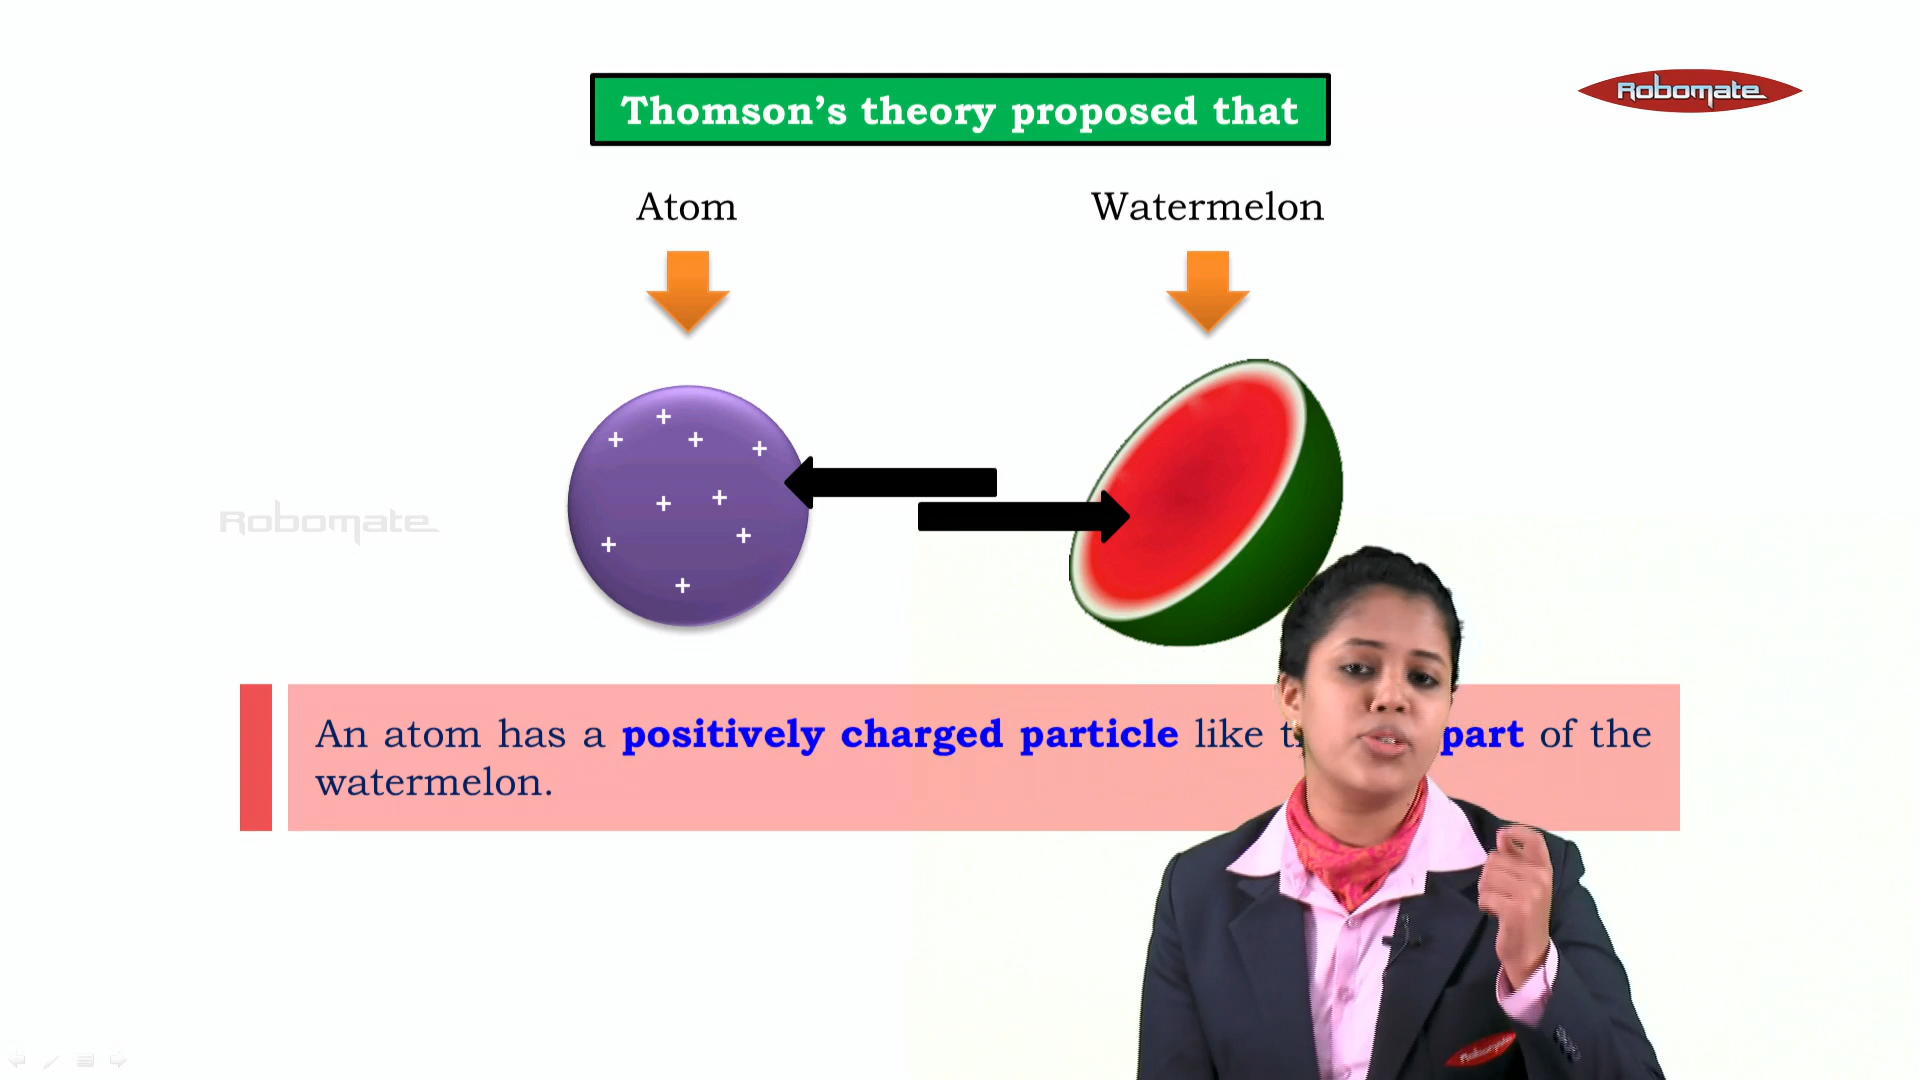 Thomson’s theory proposed that
Robomate
Atom
Watermelon
+
+ + +
+ +
+ +
+
Robomate
An atom has a positively charged particle like part of the
watermelon.
Robomate